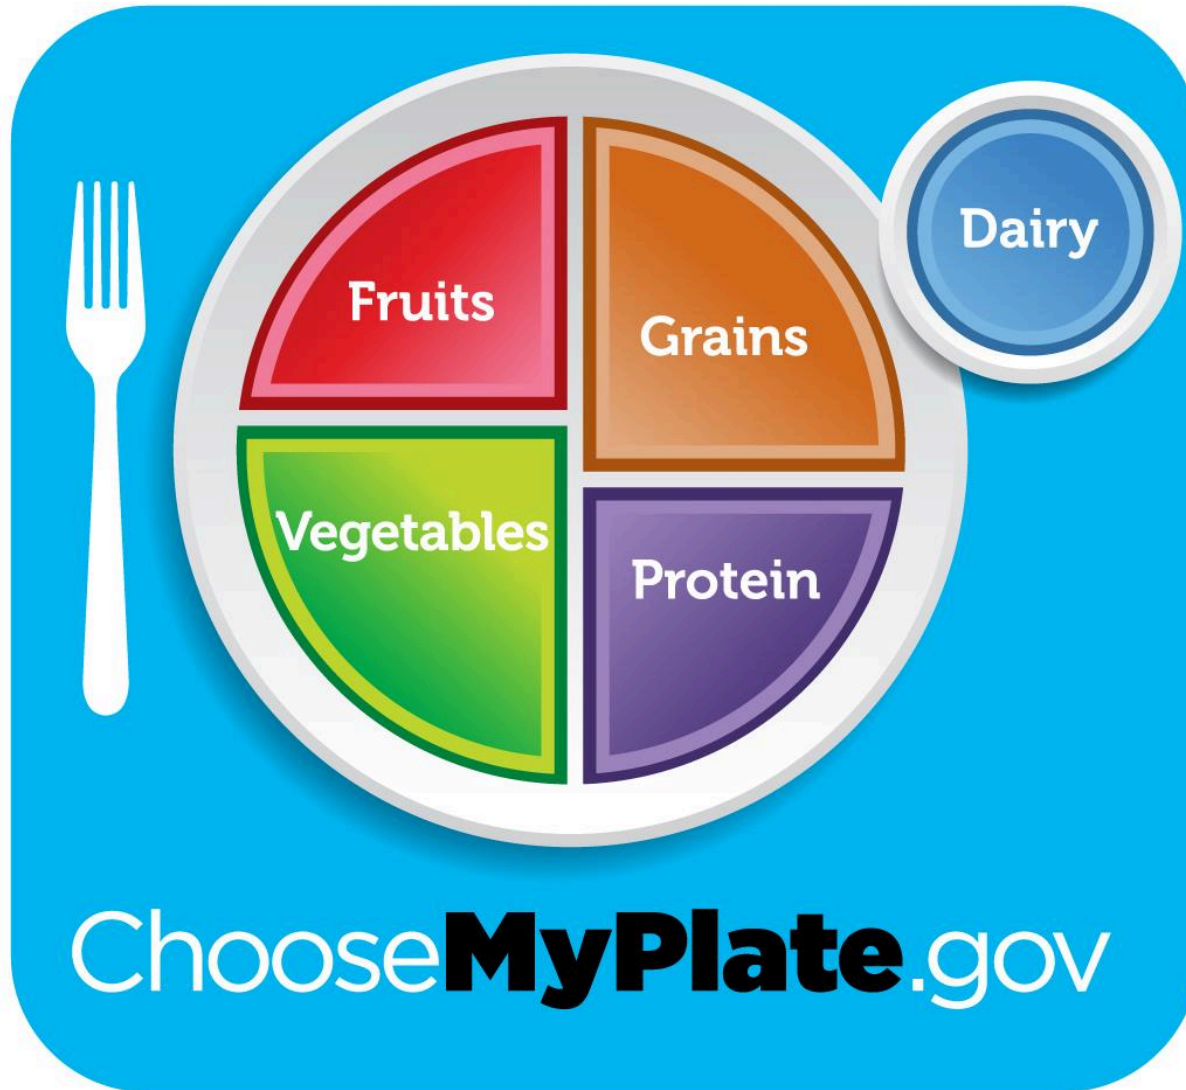 Fruits
Grains
Dairy
Vegetables
Protein
ChooseMyPlate.gov